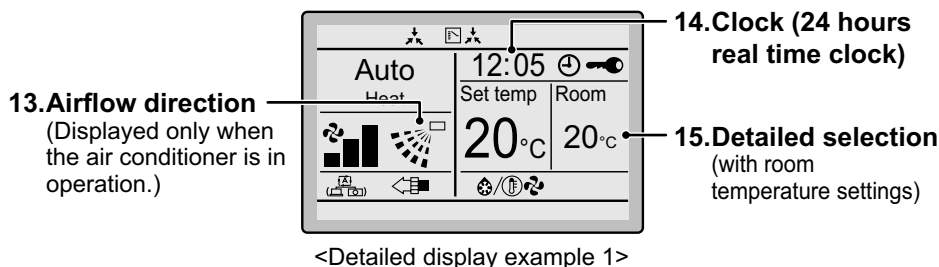 14.Clock (24 hours
real time clock)
12:05
Auto
Heat
Set temp
Room
13.Airflow direction
(Displayed only when
the air conditioner is in
operation.)
20°C
20°C
15.Detailed selection
(with room
temperature settings)
(A)
<Detailed display example 1>